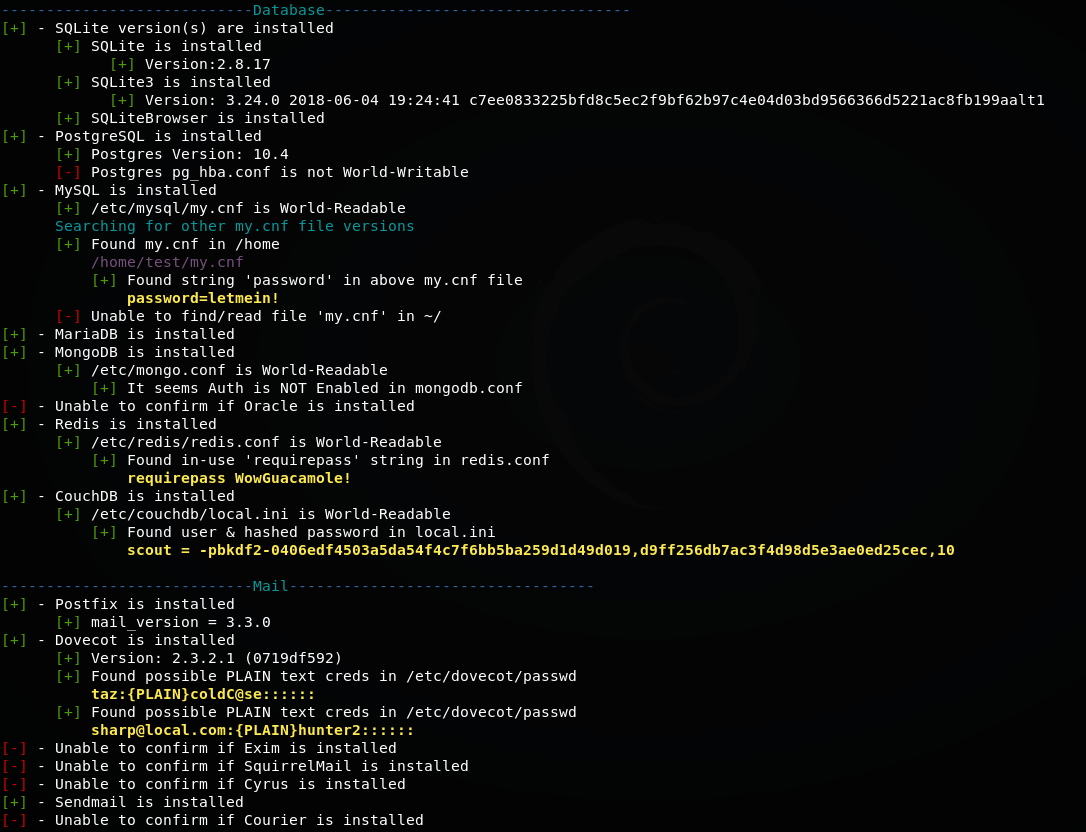 ----------------------------Database----------------------------------
[+] - SQLite version(s) are installed
[+] SQLite is installed
[+] Version:2.8.17
[+] SQLite3 is installed
[+] Version: 3.24.0 2018-06-04 19:24:41 c7ee0833225bfd8c5ec2f9bf62b97c4e04d03bd9566366d5221ac8fb199aalt1
[+] SQLiteBrowser is installed
[+] - PostgreSQL is installed
[+] Postgres Version: 10.4
[-] Postgres pg_hba.conf is not World-Writable
[+] - MySQL is installed
[+] /etc/mysql/my.cnf is World-Readable
Searching for other my.cnf file versions
[+] Found my.cnf in /home
/home/test/my.cnf
[+] Found string 'password' in above my.cnf file
password=letmein!
[-] Unable to find/read file 'my.cnf' in ~/
[+] - MariaDB is installed
[+] - MongoDB is installed
[+] /etc/mongo.conf is World-Readable
[+] It seems Auth is NOT Enabled in mongodb.conf
[-] - Unable to confirm if Oracle is installed
[+] - Redis is installed
[+] /etc/redis/redis.conf is World-Readable
[+] Found in-use 'requirepass' string in redis.conf
requirepass WowGuacamole!
[+] - CouchDB is installed
[+] /etc/couchdb/local.ini is World-Readable
[+] Found user & hashed password in local.ini
scout = -pbkdf2-0406edf4503a5da54f4c7f6bb5ba259d1d49d019,d9ff256db7ac3f4d98d5e3ae0ed25cec,10
----------------------------Mail----------------------------------
[+] - Postfix is installed
[+] mail_version = 3.3.0
[+] - Dovecot is installed
[+] Version: 2.3.2.1 (0719df592)
[+] Found possible PLAIN text creds in /etc/dovecot/passwd
taz:{PLAIN}coldC@se::::::
[+] Found possible PLAIN text creds in /etc/dovecot/passwd
sharp@local.com:{PLAIN}hunter2::::::
[-] - Unable to confirm if Exim is installed
[-] - Unable to confirm if SquirrelMail is installed
[-] - Unable to confirm if Cyrus is installed
[+] - Sendmail is installed
[-] - Unable to confirm if Courier is installed